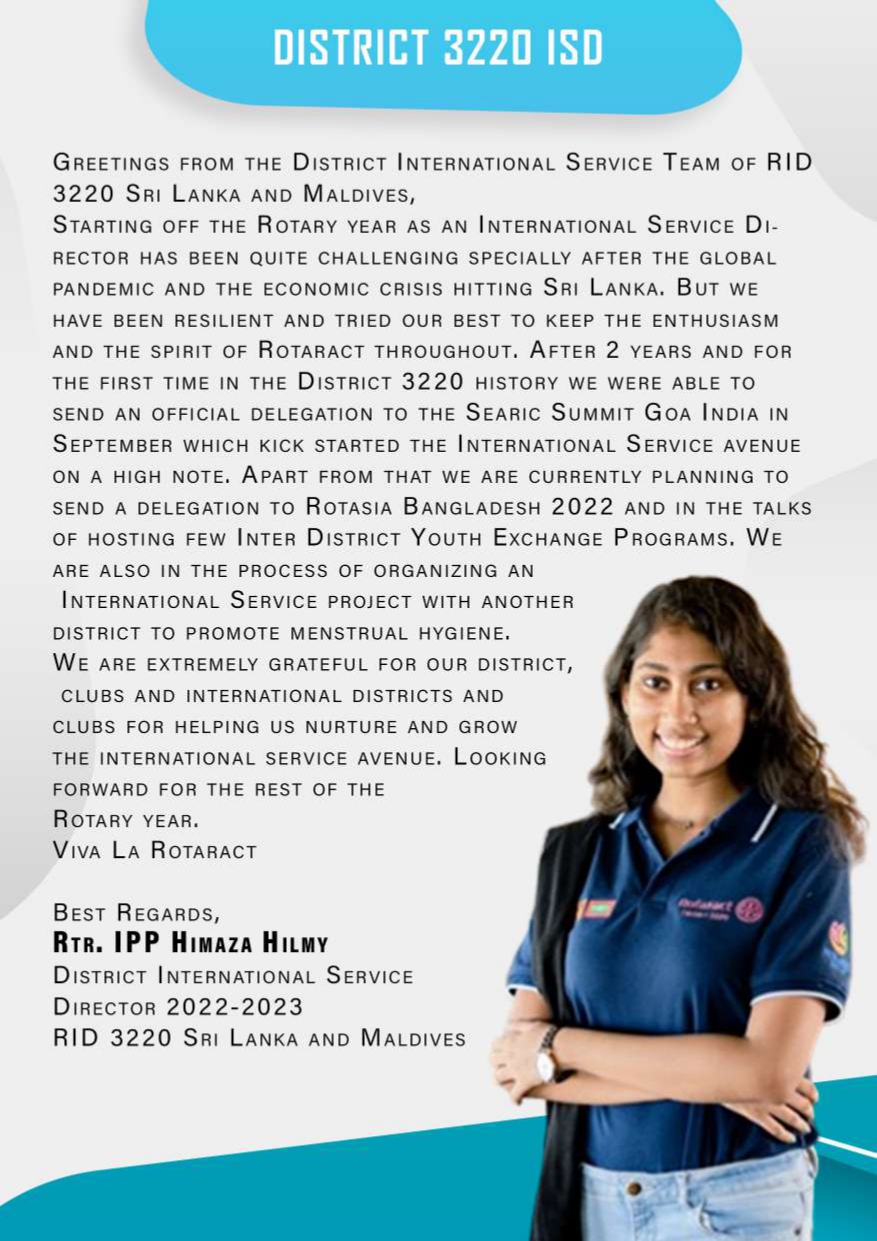 DISTRICT 3220 ISD
Greetings from the District International Service Team of RID
3220 Sri Lanka and Maldives,
Starting off the Rotary year as an International Service Di-
rector has been quite challenging specially after the global
pandemic and the economic crisis hitting Sri Lanka. But we
have been resilient and tried our best to keep the enthusiasm
and the spirit of Rotaract throughout. After 2 years and for
the first time in the District 3220 history we were able to
send an official delegation to the Searic Summit Goa India in
September which kick started the International Service avenue
on a high note. Apart from that we are currently planning to
send a delegation to Rotasia Bangladesh 2022 and in the talks
of hosting few Inter District Youth Exchange Programs. We
are also in the process of organizing an
International Service project with another
district to promote menstrual hygiene.
We are extremely grateful for our district,
clubs and international districts and
clubs for helping us nurture and grow
the international service avenue. Looking
forward for the rest of the
Rotary year.
Viva La Rotaract
Best Regards,
Rtr. IPP Himaza Hilmy
District International Service
Director 2022-2023
RID 3220 Sri Lanka and Maldives
Rotaract